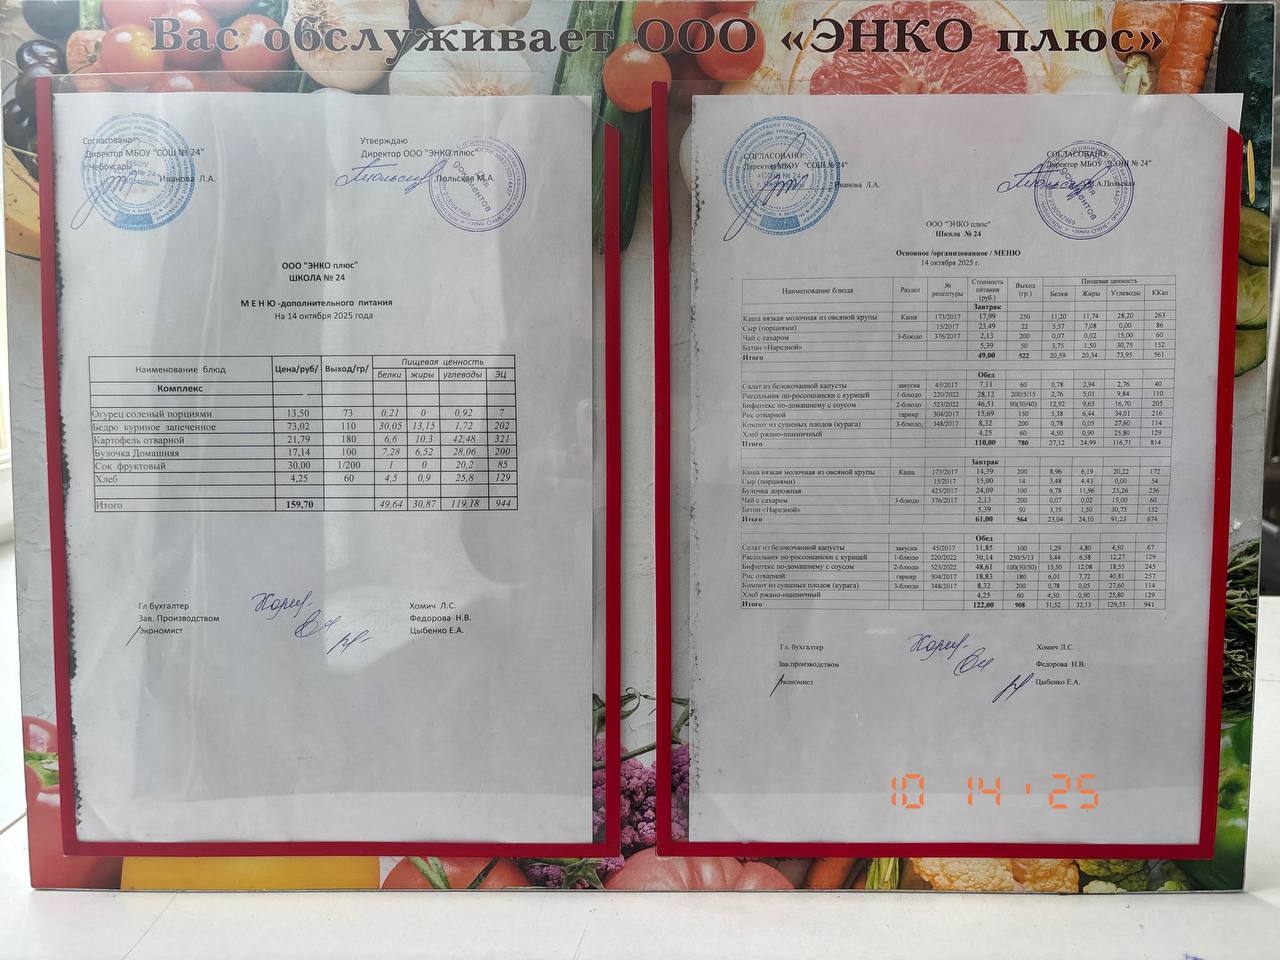 Вас обслуживает ООО «ЭНКО плюс»
Согласовано
Директор МБОУ "СОШ № 24"
г.Чебоксары
Иванова Л.А.
Утверждаю
Директор ООО "ЭНКО плюс"
Польская М.А.
ООО "ЭНКО плюс"
ШКОЛА № 24
М Е Н Ю -дополнительного питания
На 14 октября 2025 года
Наименование блюд Цена/руб/ Выход/гр/ Пищевая ценность
белки жиры углеводы ЭЦ
Комплекс
Огурец соленый порциями 13,50 73 0,21 0 0,92 7
Бедро куриное запеченное 73,02 110 30,05 13,15 1,72 202
Картофель отварной 21,79 180 6,6 10,3 42,48 321
Булочка Домашняя 17,14 100 7,28 6,52 28,06 200
Сок фруктовый 30,00 1/200 1 0 20,2 85
Хлеб 4,25 60 4,5 0,9 25,8 129
Итого 159,70 49,64 30,87 119,18 944
Гл бухгалтер Хомич Л.С.
Зав. Производством Федорова Н.В.
Экономист Цыбенко Е.А.
СОГЛАСОВАНО:
Директор МБОУ "СОШ № 24"
Иванова Л.А.
СОГЛАСОВАНО:
Директор МБОУ "СОШ № 24"
М.А.Польская
ООО "ЭНКО плюс"
Школа № 24
Основное /организованное / МЕНЮ
14 октября 2025 г.
Наименование блюда Раздел № рецептуры Стоимость питания (руб.) Выход (гр.) Пищевая ценность
Белки Жиры Углеводы ККал
Завтрак
Каша вязкая молочная из овсяной крупы Каша 173/2017 17,99 250 11,20 11,74 28,20 263
Сыр (порциями) 15/2017 23,49 22 5,57 7,08 0,00 86
Чай с сахаром 3-блюдо 376/2017 2,13 200 0,07 0,02 15,00 60
Батон «Нарезной» 5,39 50 3,75 1,50 30,75 152
Итого 49,00 522 20,59 20,34 73,95 561
Обед
Салат из белокочанной капусты закуска 45/2017 7,11 60 0,78 2,94 2,76 40
Рассольник по-россошански с курицей 1-блюдо 220/2022 28,12 200/5/15 2,76 5,01 9,84 110
Бифштекс по-домашнему с соусом 2-блюдо 523/2022 46,51 90(50/40) 12,92 9,65 16,70 205
Рис отварной гарнир 304/2017 15,69 150 5,38 6,44 34,01 216
Компот из сушеных плодов (курага) 3-блюдо, 348/2017 8,32 200 0,78 0,05 27,60 114
Хлеб ржано-пшеничный 4,25 60 4,50 0,90 25,80 129
Итого 110,00 780 27,12 24,99 116,71 814
Завтрак
Каша вязкая молочная из овсяной крупы Каша 173/2017 14,39 200 8,96 6,19 20,22 172
Сыр (порциями) 15/2017 15,00 14 3,48 4,43 0,00 54
Булочка дорожная 425/2017 24,09 100 6,78 11,96 25,26 236
Чай с сахаром 3-блюдо 376/2017 2,13 200 0,07 0,02 15,00 60
Батон «Нарезной» 5,39 50 3,75 1,50 30,75 152
Итого 61,00 564 23,04 24,10 91,23 674
Обед
Салат из белокочанной капусты закуска 45/2017 11,85 100 1,29 4,80 4,50 67
Рассольник по-россошански с курицей 1-блюдо 220/2022 30,14 250/5/13 3,44 6,58 12,27 129
Бифштекс по-домашнему с соусом 2-блюдо 523/2022 48,61 100(50/50) 15,50 12,08 18,55 245
Рис отварной гарнир 304/2017 18,83 180 6,01 7,72 40,81 257
Компот из сушеных плодов (курага) 3-блюдо 348/2017 8,32 200 0,78 0,05 27,60 114
Хлеб ржано-пшеничный 4,25 60 4,50 0,90 25,80 129
Итого 122,00 908 31,52 32,13 129,53 941
Гл. бухгалтер Хомич Л.С.
Зав.производством Федорова Н.В.
Экономист Цыбенко Е.А.
10 14 ' 25